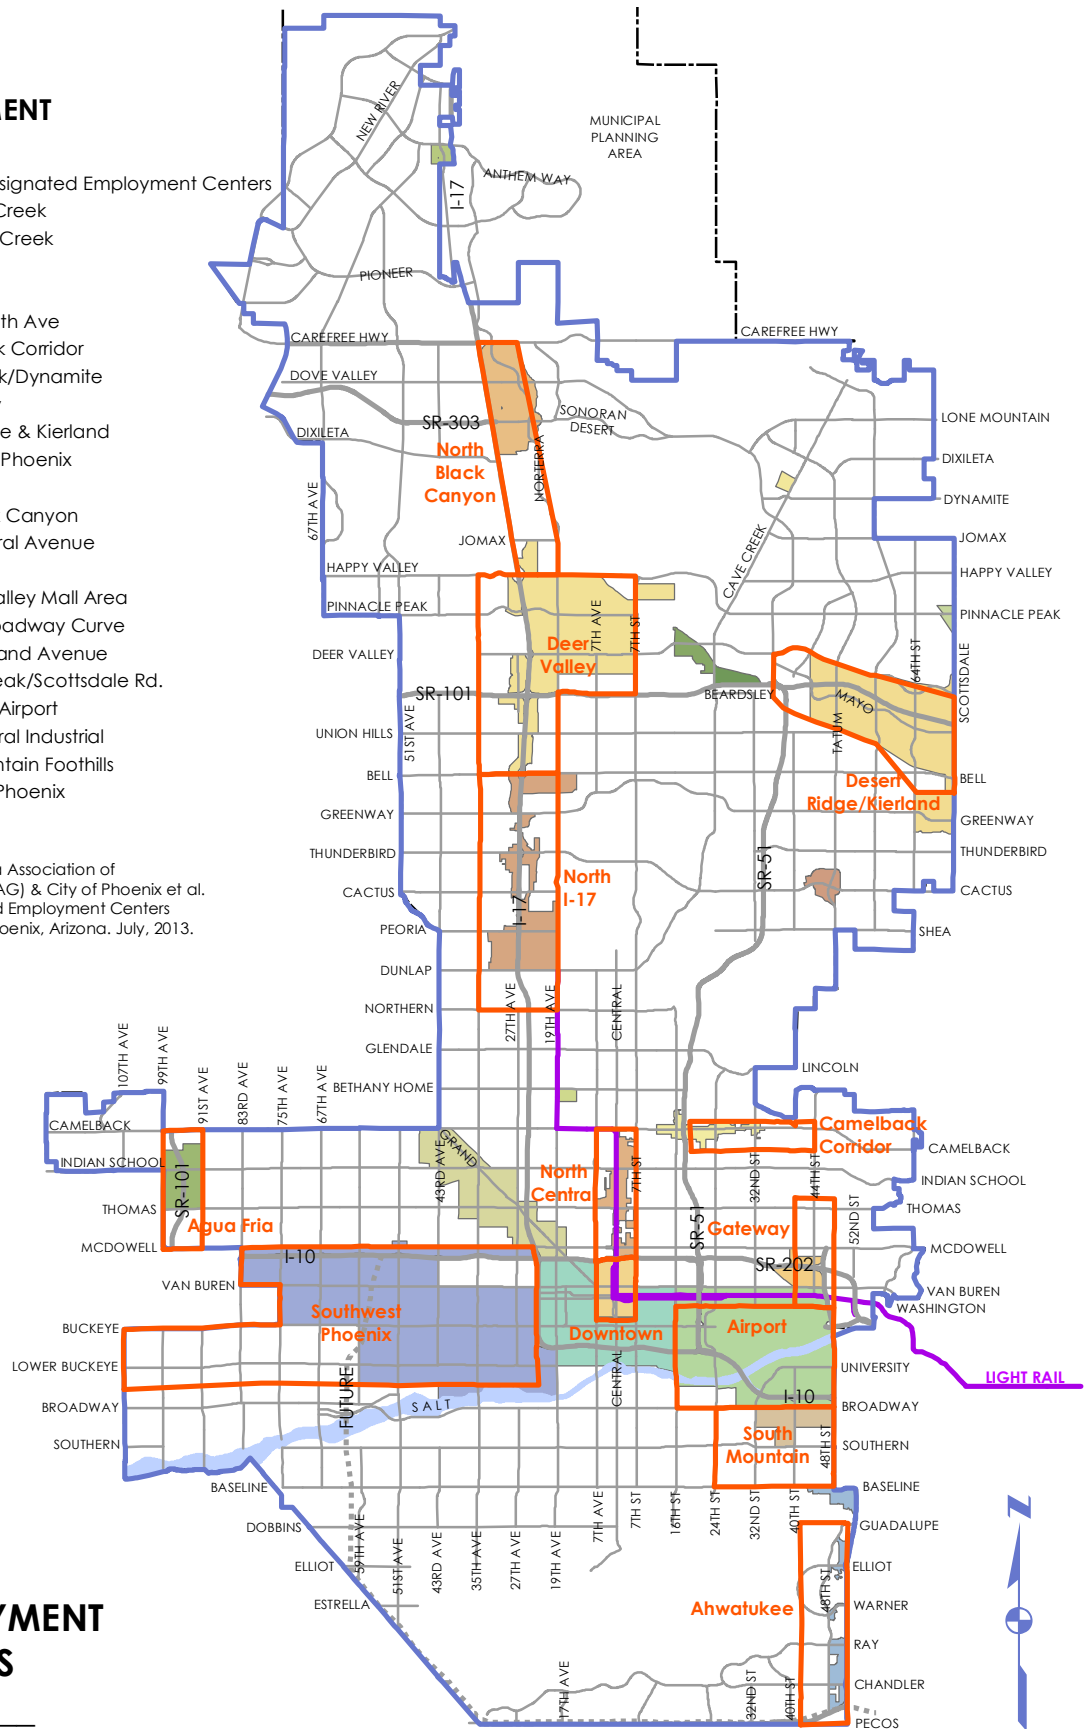 MENT
signated Employment Centers
Creek
Creek
th Ave
k Corridor
k/Dynamite
e & Kierland
Phoenix
Canyon
ral Avenue
alley Mall Area
oadway Curve
and Avenue
eak/Scottsdale Rd.
Airport
ral Industrial
ntain Foothills
Phoenix
Association of
AG) & City of Phoenix et al.
d Employment Centers
oenix, Arizona. July, 2013.
YMENT
S
MUNICIPAL
PLANNING
AREA
NEW RIVER
ANTHEM WAY
I-17
PIONEER
CAREFREE HWY
CAREFREE HWY
DOVE VALLEY
SR-303
SONORAN
DESERT
LONE MOUNTAIN
DIXILETA
North
Black
Canyon
NORTERRA
DIXILETA
DYNAMITE
67TH AVE
CAVE CREEK
JOMAX
JOMAX
HAPPY VALLEY
HAPPY VALLEY
PINNACLE PEAK
PINNACLE PEAK
7TH AVE
7TH ST
Deer
Valley
DEER VALLEY
64TH ST
SCOTTSDALE
SR-101
BEARDSLEY
MAYO
TATUM
51ST AVE
UNION HILLS
BELL
BELL
Desert
Ridge/Kierland
GREENWAY
GREENWAY
THUNDERBIRD
THUNDERBIRD
SR-51
North
I-17
CACTUS
CACTUS
I-17
PEORIA
SHEA
DUNLAP
27TH AVE
19TH AVE
CENTRAL
NORTHERN
GLENDALE
LINCOLN
107TH AVE
99TH AVE
91ST AVE
83RD AVE
75TH AVE
67TH AVE
BETHANY HOME
CAMELBACK
Camelback
Corridor
CAMELBACK
GRAND
43RD AVE
INDIAN SCHOOL
INDIAN SCHOOL
SR-101
North
Central
7TH ST
32ND ST
44TH ST
THOMAS
THOMAS
Agua Fria
SR-51
Gateway
52ND ST
MCDOWELL
MCDOWELL
I-10
SR-202
VAN BUREN
VAN BUREN
WASHINGTON
Southwest
Phoenix
BUCKEYE
Downtown
Airport
LOWER BUCKEYE
UNIVERSITY
LIGHT RAIL
FUTURE
CENTRAL
I-10
BROADWAY
BROADWAY
SALT
South
Mountain
48TH ST
SOUTHERN
SOUTHERN
BASELINE
BASELINE
7TH AVE
7TH ST
16TH ST
24TH ST
32ND ST
40TH ST
DOBBINS
GUADALUPE
59TH AVE
51ST AVE
43RD AVE
35TH AVE
27TH AVE
19TH AVE
ELLIOT
ELLIOT
48TH ST
ESTRELLA
Ahwatukee
WARNER
RAY
17TH AVE
32ND ST
40TH ST
CHANDLER
PECOS
N